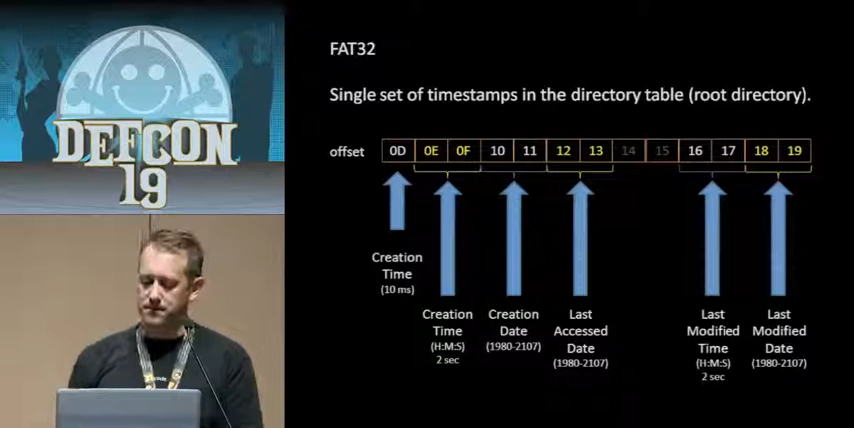 DEFCON
19
FAT32
Single set of timestamps in the directory table (root directory).
offset 0D 0E 0F 10 11 12 13 14 15 16 17 18 19
Creation
Time
(10 ms)
Creation
Time
(H:M:S)
2 sec
Creation
Date
(1980-2107)
Last
Accessed
Date
(1980-2107)
Last
Modified
Time
(H:M:S)
2 sec
Last
Modified
Date
(1980-2107)